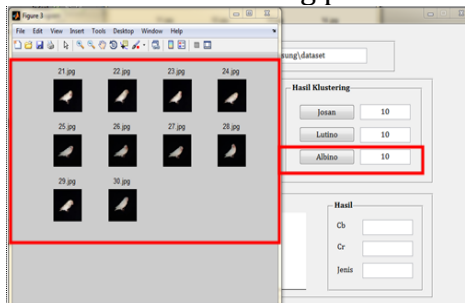 Figure 3
File Edit View Insert Tools Desktop Window Help
sung\dataset
21.jpg 22.jpg 23.jpg 24.jpg
25.jpg 26.jpg 27.jpg 28.jpg
29.jpg 30.jpg
Hasil Klustering
Josan 10
Lutino 10
Albino 10
Hasil
Cb
Cr
Jenis